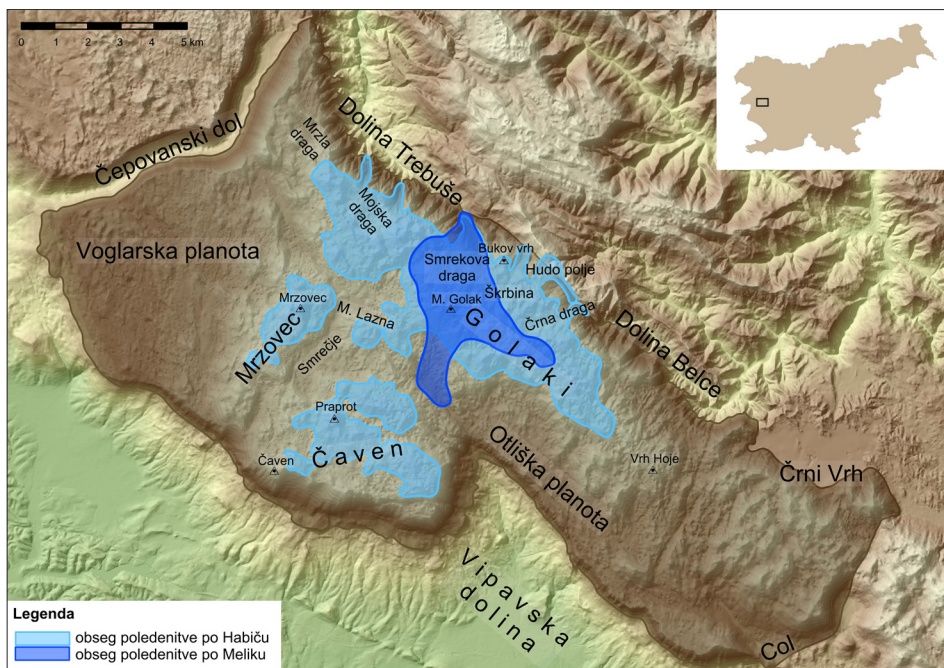 0 1 2 3 4 5 km
Čepovanski dol
Mrzla
draga
Dolina Trebuše
Mojska
draga
Voglarska planota
Bukov vrh
Smrekova
draga
Hudo polje
Škrbina
Mrzovec
M. Golak
M. Lazna
Črna draga
Golaki
Mrzovec
Smrečje
Dolina Belce
Praprot
Čaven
Čaven
Otliška planota
Vrh Hoje
Črni Vrh
Vipavska
dolina
Col
Legenda
obseg poledenitve po Habiču
obseg poledenitve po Meliku